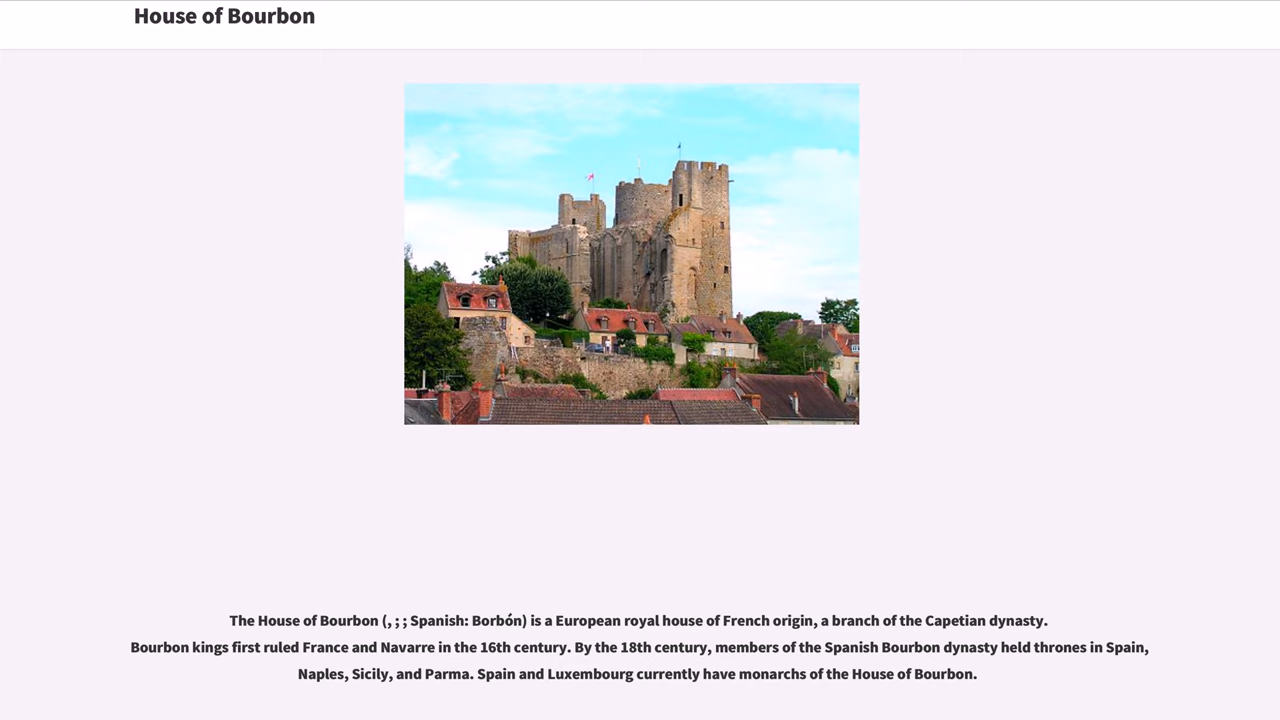 House of Bourbon
The House of Bourbon (, ; ; Spanish: Borbón) is a European royal house of French origin, a branch of the Capetian dynasty.
Bourbon kings first ruled France and Navarre in the 16th century. By the 18th century, members of the Spanish Bourbon dynasty held thrones in Spain,
Naples, Sicily, and Parma. Spain and Luxembourg currently have monarchs of the House of Bourbon.